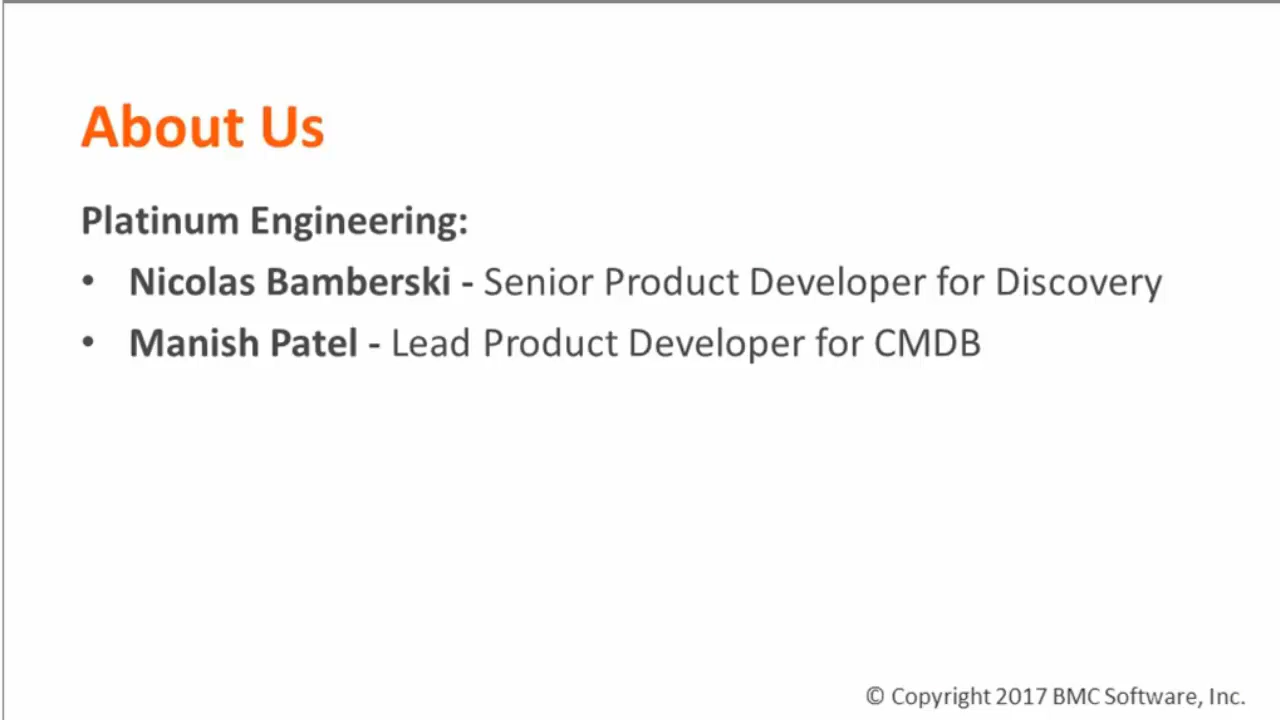 About Us
Platinum Engineering:
• Nicolas Bamberski - Senior Product Developer for Discovery
• Manish Patel - Lead Product Developer for CMDB
© Copyright 2017 BMC Software, Inc.